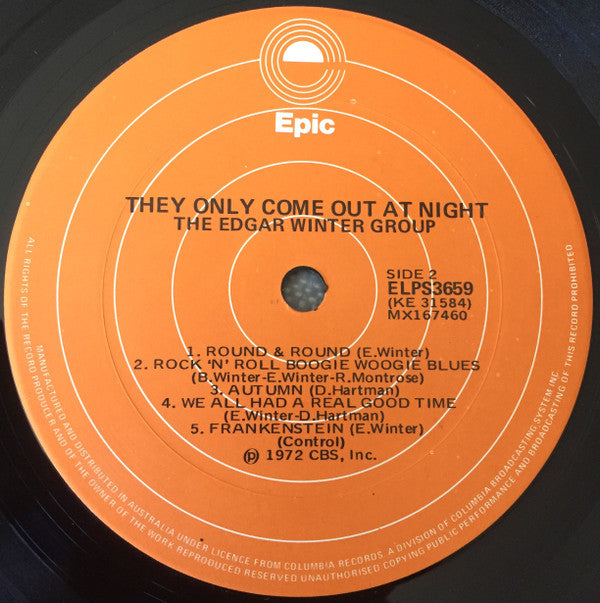 Epic
THEY ONLY COME OUT AT NIGHT
THE EDGAR WINTER GROUP
SIDE 2
ELPS3659
(KE 31584)
MX167460
1. ROUND & ROUND (E.Winter)
2. ROCK 'N' ROLL BOOGIE WOOGIE BLUES
(B.Winter-E.Winter-R.Montrose)
3. AUTUMN (D.Hartman)
4. WE ALL HAD A REAL GOOD TIME
(E.Winter-D.Hartman)
5. FRANKENSTEIN (E.Winter)
(Control)
℗ 1972 CBS, Inc.
ALL RIGHTS OF THE RECORD PRODUCER AND OF THE OWNER OF THE WORK REPRODUCED RESERVED UNAUTHORISED COPYING PUBLIC PERFORMANCE AND BROADCASTING OF THIS RECORD PROHIBITED
MANUFACTURED AND DISTRIBUTED IN AUSTRALIA UNDER LICENCE FROM COLUMBIA RECORDS, A DIVISION OF COLUMBIA BROADCASTING SYSTEM INC